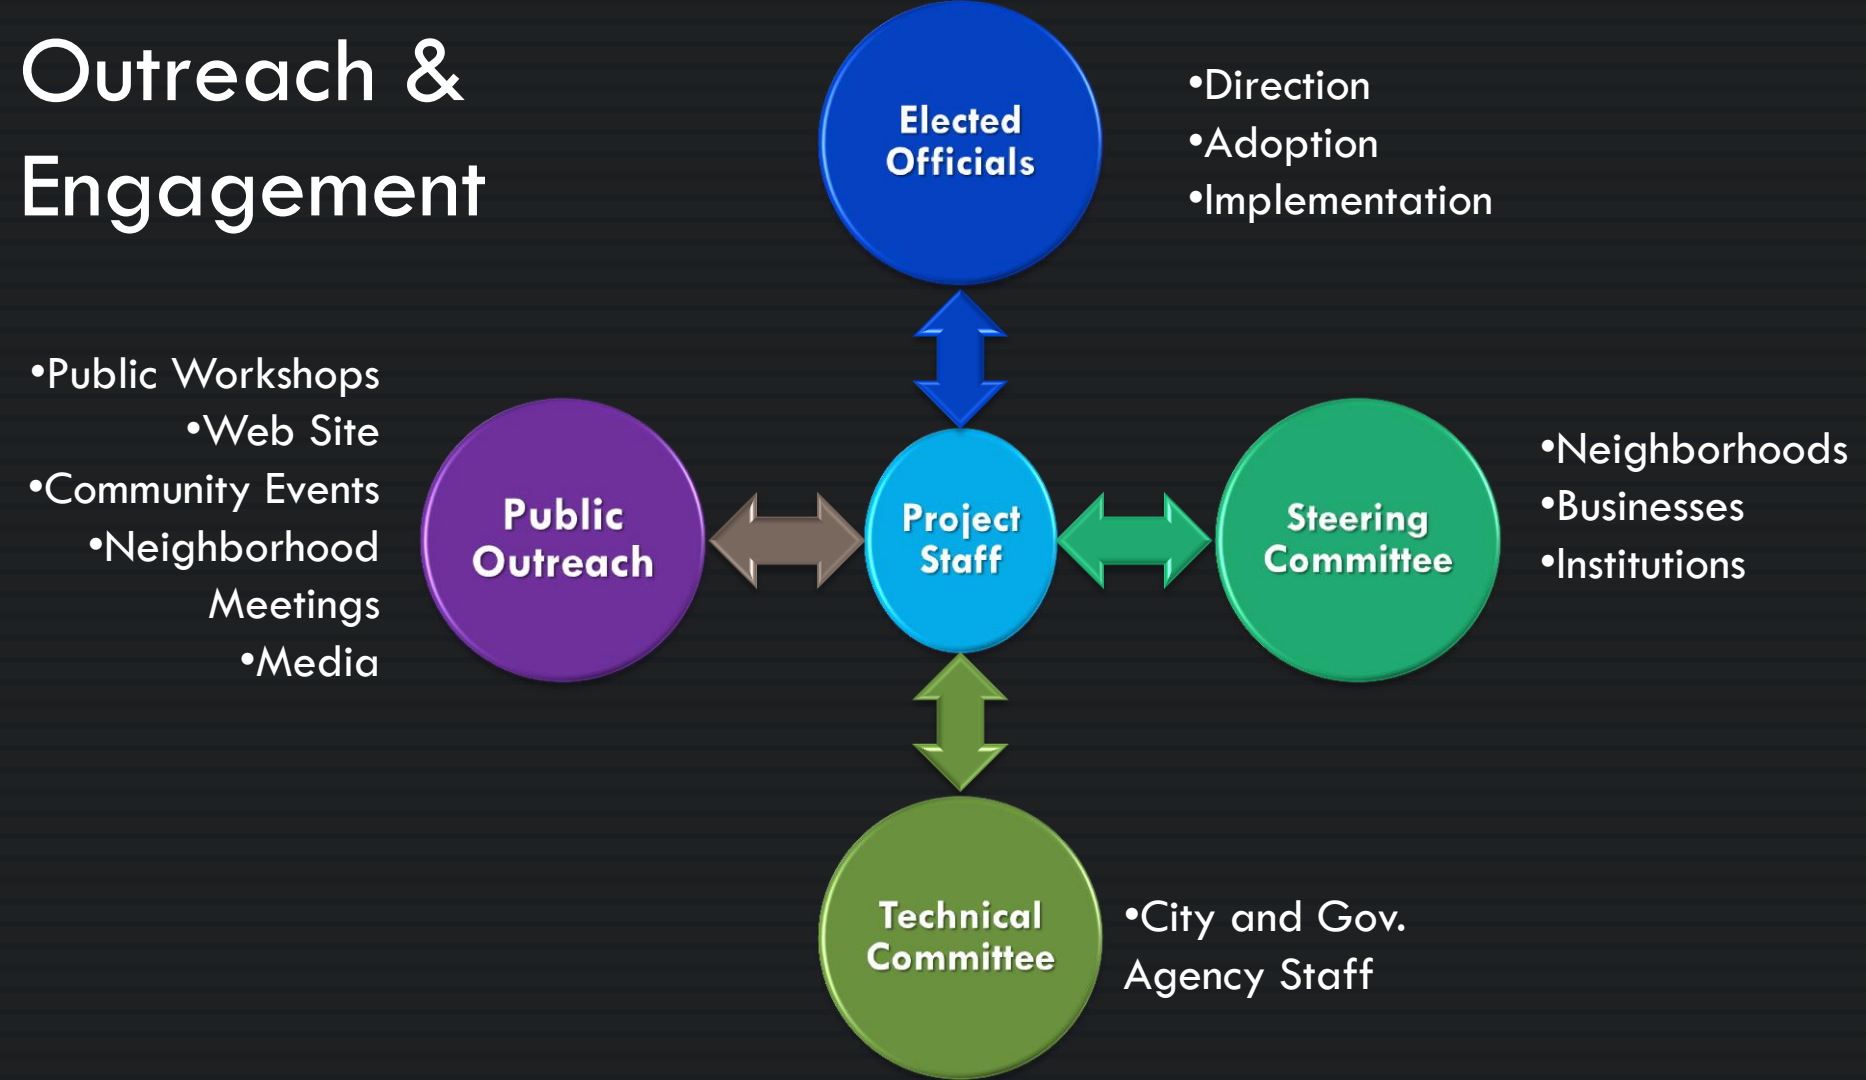 Outreach &
Engagement
Elected
Officials
•Direction
•Adoption
•Implementation
•Public Workshops
•Web Site
•Community Events
•Neighborhood
Meetings
•Media
Public
Outreach
Project
Staff
Steering
Committee
•Neighborhoods
•Businesses
•Institutions
Technical
Committee
•City and Gov.
Agency Staff